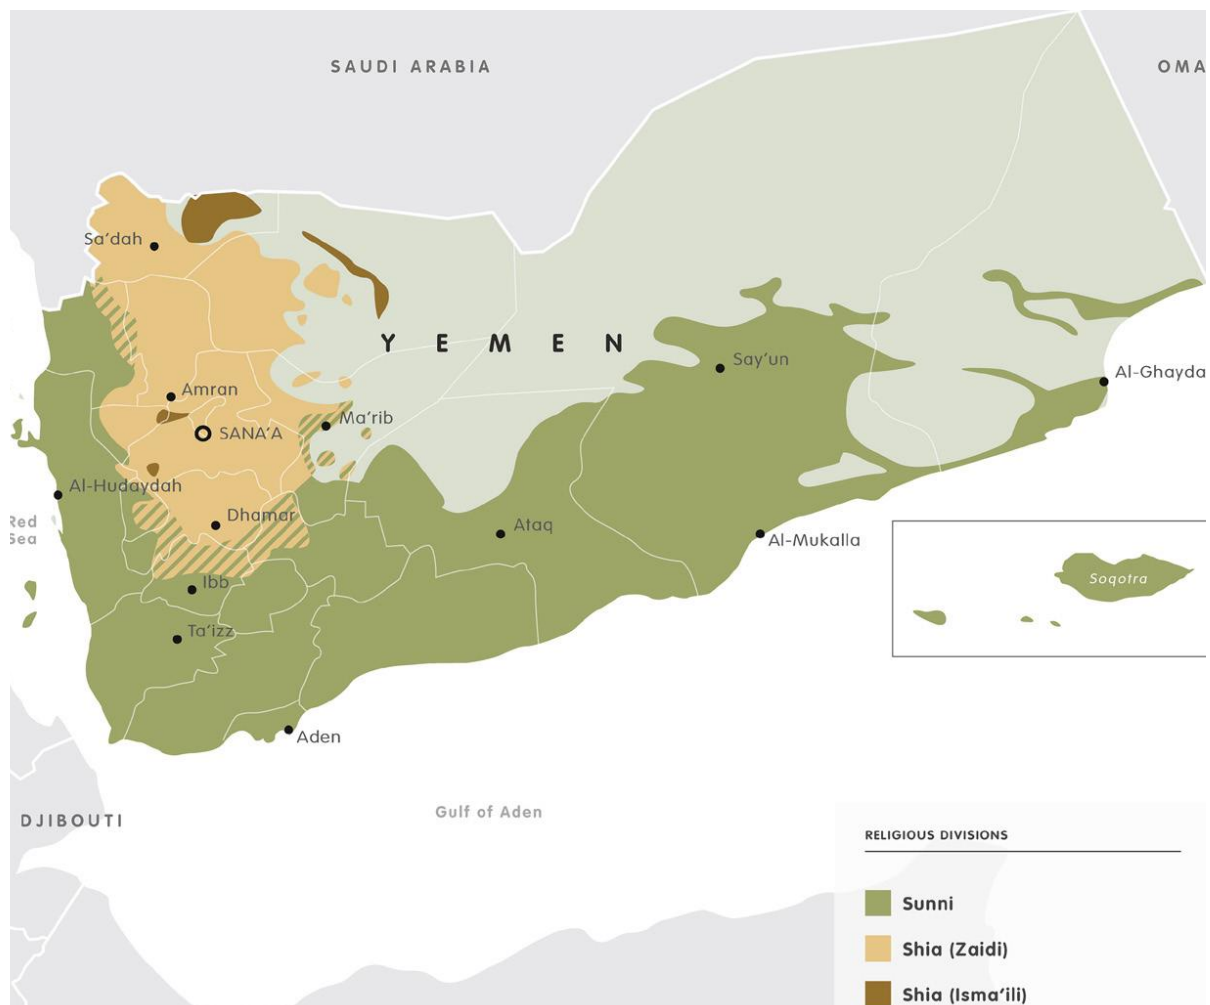 SAUDI ARABIA
OMA
Sa'dah
YEMEN
Say'un
Al-Ghayda
Amran
Ma'rib
SANA'A
Al-Hudaydah
Dhamar
Ataq
Al-Mukalla
Red
Sea
Ibb
Soqotra
Ta'izz
Aden
Gulf of Aden
DJIBOUTI
RELIGIOUS DIVISIONS
Sunni
Shia (Zaidi)
Shia (Isma'ili)